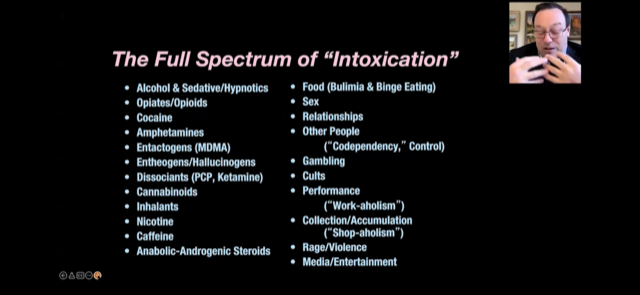 The Full Spectrum of “Intoxication”
• Alcohol & Sedative/Hypnotics
• Opiates/Opioids
• Cocaine
• Amphetamines
• Entactogens (MDMA)
• Entheogens/Hallucinogens
• Dissociants (PCP, Ketamine)
• Cannabinoids
• Inhalants
• Nicotine
• Caffeine
• Anabolic-Androgenic Steroids
• Food (Bulimia & Binge Eating)
• Sex
• Relationships
• Other People
(“Codependency,” Control)
• Gambling
• Cults
• Performance
(“Work-aholism”)
• Collection/Accumulation
(“Shop-aholism”)
• Rage/Violence
• Media/Entertainment